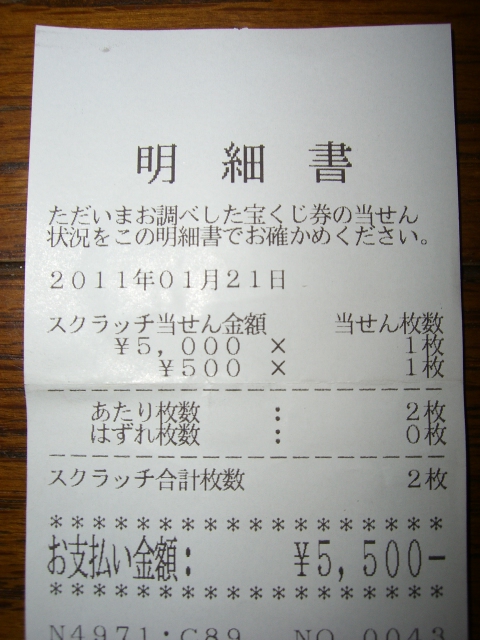 明 細 書
ただいまお調べした宝くじ券の当せん
状況をこの明細書でお確かめください。
2011年01月21日
スクラッチ当せん金額 当せん枚数
¥5,000 × 1枚
¥500 × 1枚
--------------------
あたり枚数 : 2枚
はずれ枚数 : 0枚
--------------------
スクラッチ合計枚数 2枚
* * * * * * * * * * * * * * * * * * *
お支払い金額: ¥5,500-
* * * * * * * * * * * * * * * * * * *
N4971:C89 NO 0043